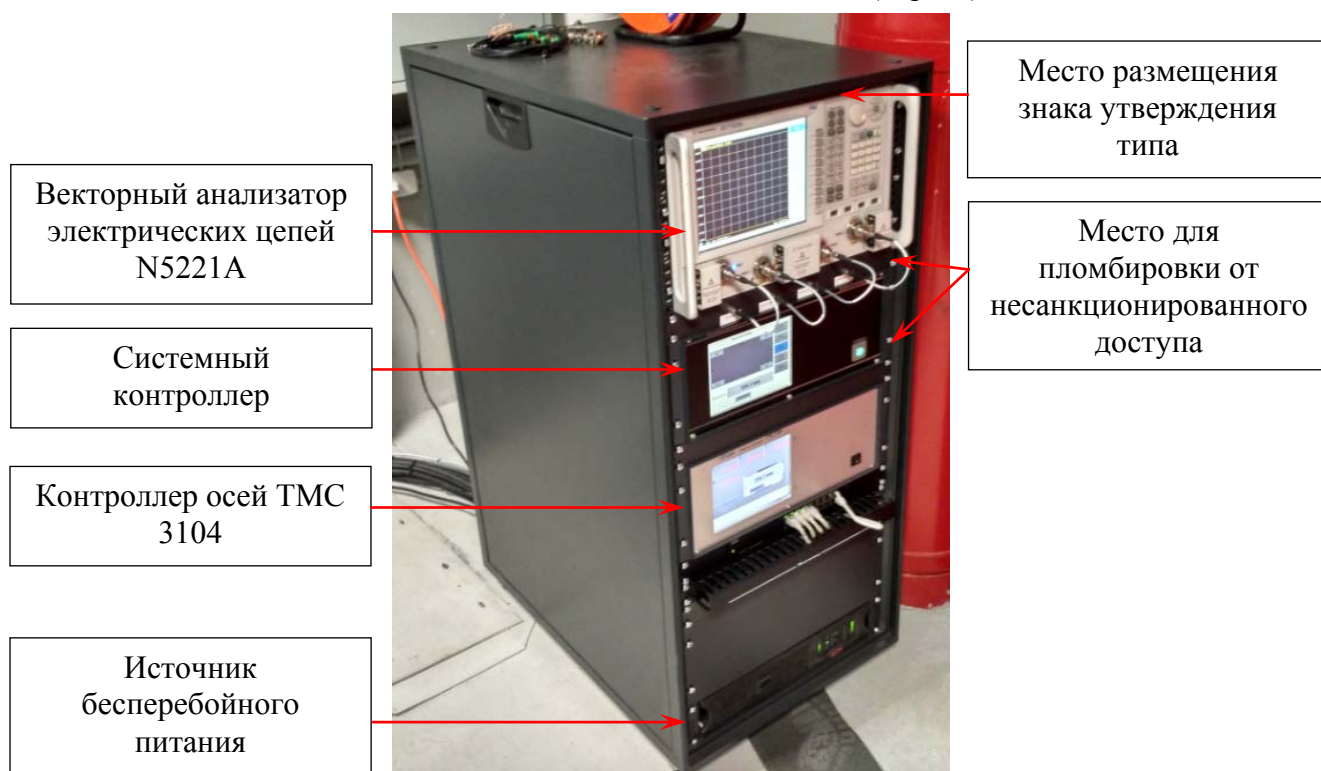 Векторный анализатор
электрических цепей
N5221A
Системный
контроллер
Контроллер осей TMC
3104
Источник
бесперебойного
питания
Место размещения
знака утверждения
типа
Место для
пломбировки от
несанкционированного
доступа